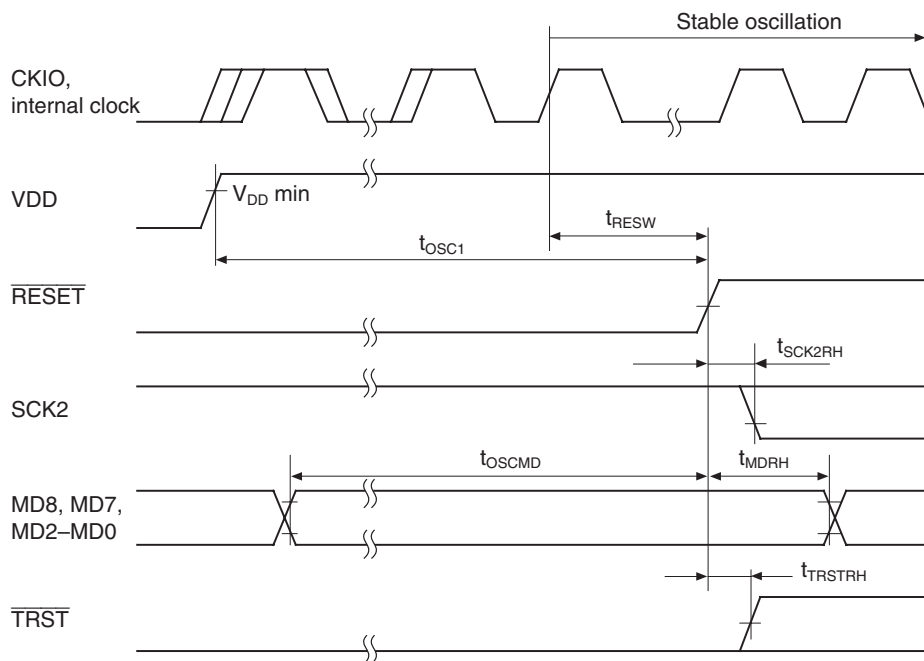 Stable oscillation
CKIO,
internal clock
VDD
VDD min
tRESW
tOSC1
RESET
tSCK2RH
SCK2
tOSCMD
tMDRH
MD8, MD7,
MD2–MD0
tTRSTRH
TRST